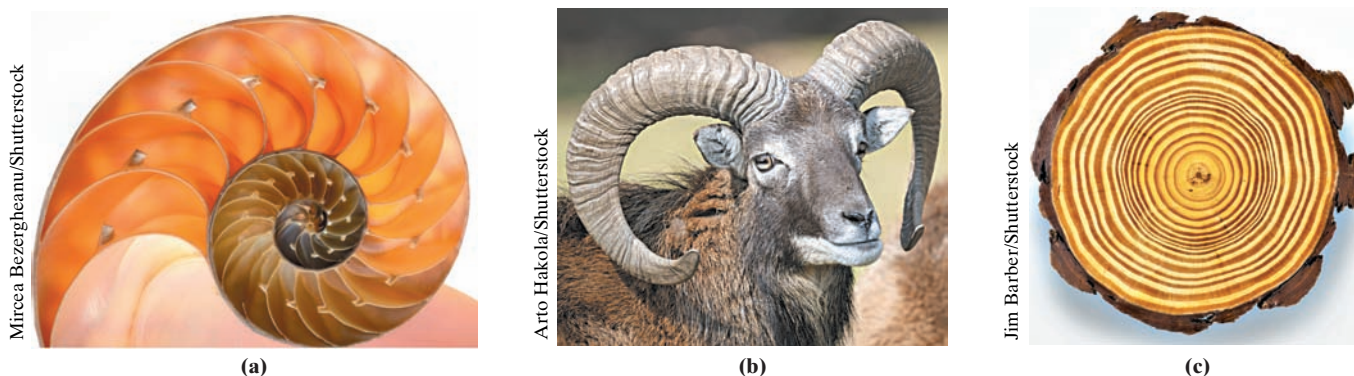 Mircea Bezergheanu/Shutterstock
(a)
Arto Hakola/Shutterstock
(b)
Jim Barber/Shutterstock
(c)